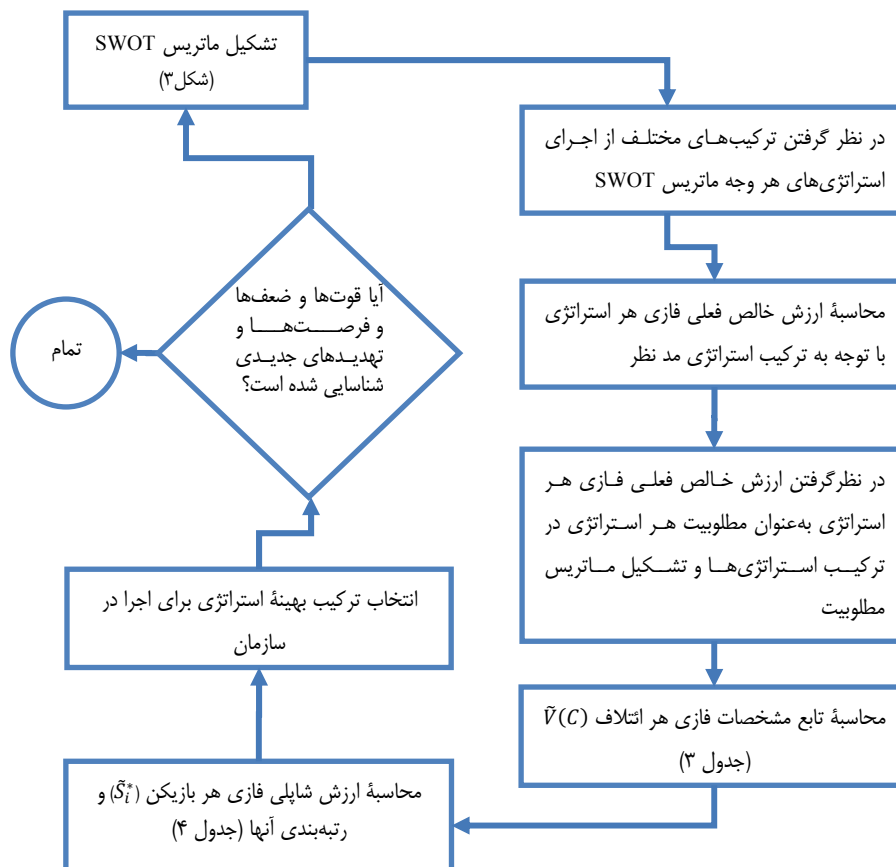 تشکیل ماتریس SWOT
(شکل۳)
در نظر گرفتن ترکیب‌های مختلف از اجرای
استراتژی‌های هر وجه ماتریس SWOT
محاسبهٔ ارزش خالص فعلی فازی هر استراتژی
با توجه به ترکیب استراتژی مد نظر
در نظرگرفتن ارزش خالص فعلی فازی هر
استراتژی به‌عنوان مطلوبیت هر استراتژی در
ترکیب استراتژی‌ها و تشکیل ماتریس
مطلوبیت
محاسبهٔ تابع مشخصات فازی هر ائتلاف Ṽ(C)
(جدول ۳)
محاسبهٔ ارزش شاپلی فازی هر بازیکن (S̃ᵢ*) و
رتبه‌بندی آنها (جدول ۴)
انتخاب ترکیب بهینهٔ استراتژی برای اجرا در
سازمان
آیا قوت‌ها و ضعف‌ها
و فرصت‌ها و
تهدیدهای جدیدی
شناسایی شده است؟
تمام